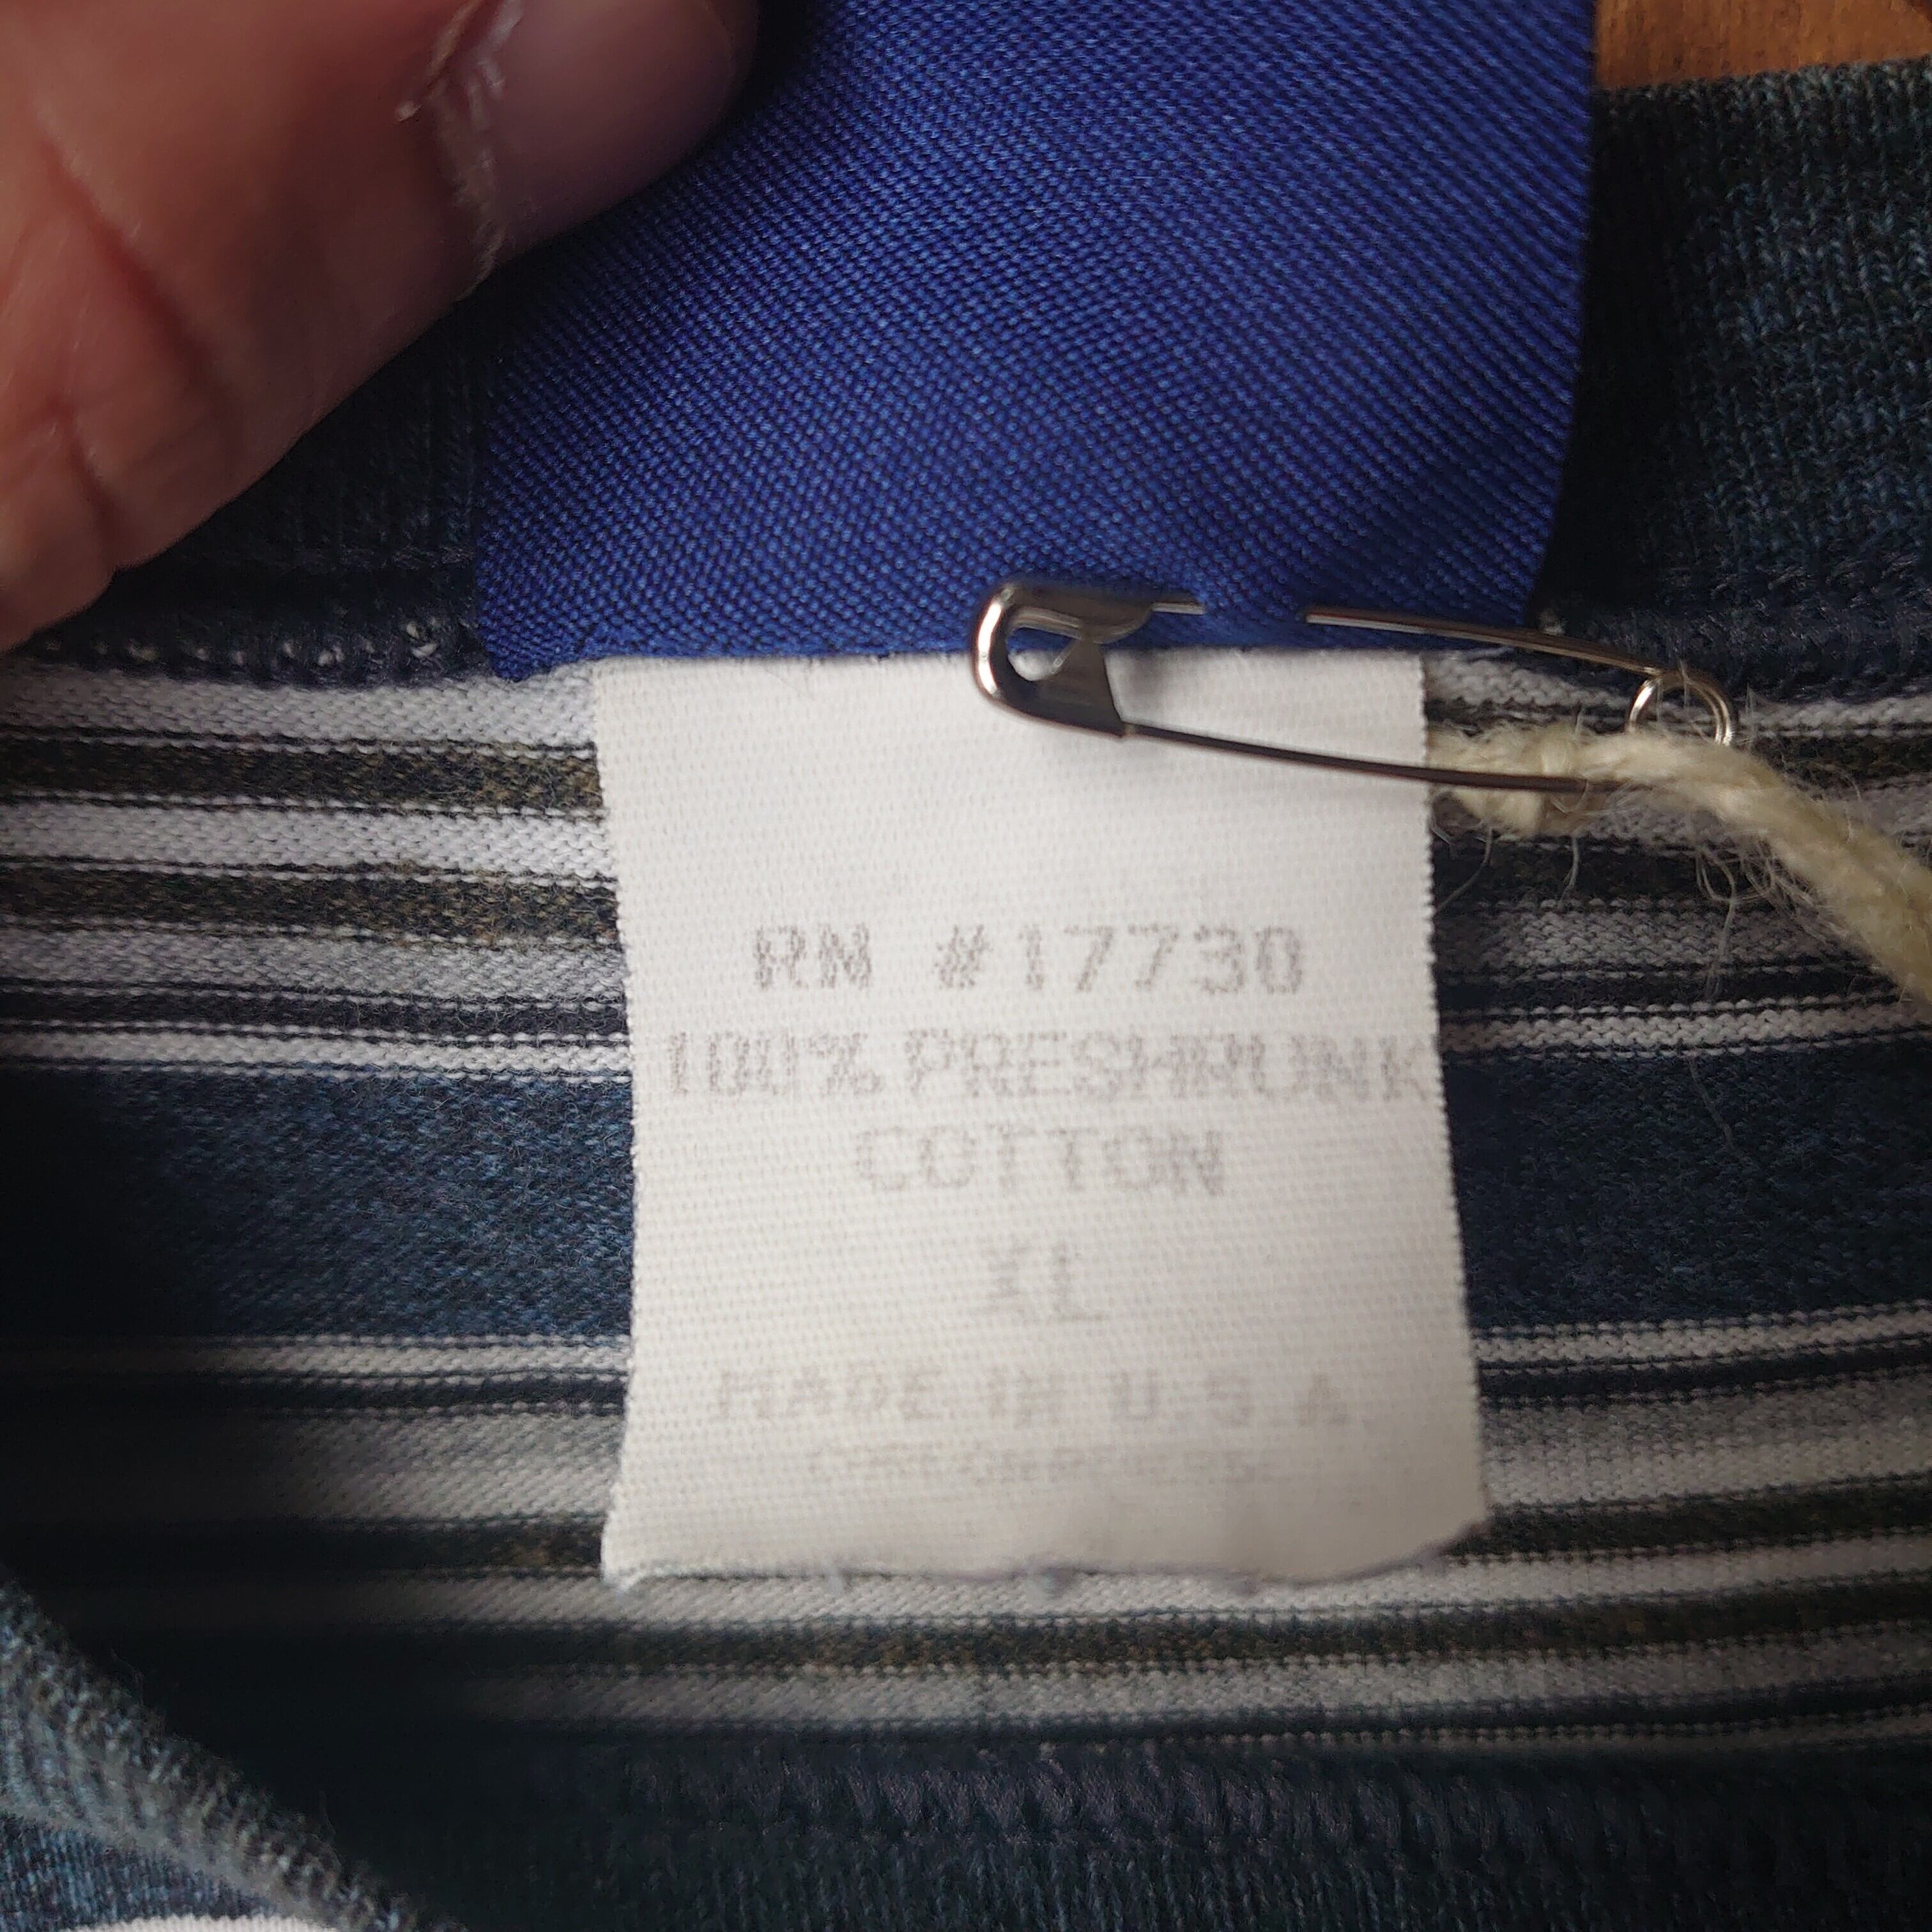 RN #17730
100% PRESHRUNK
COTTON
XL
MADE IN U.S.A